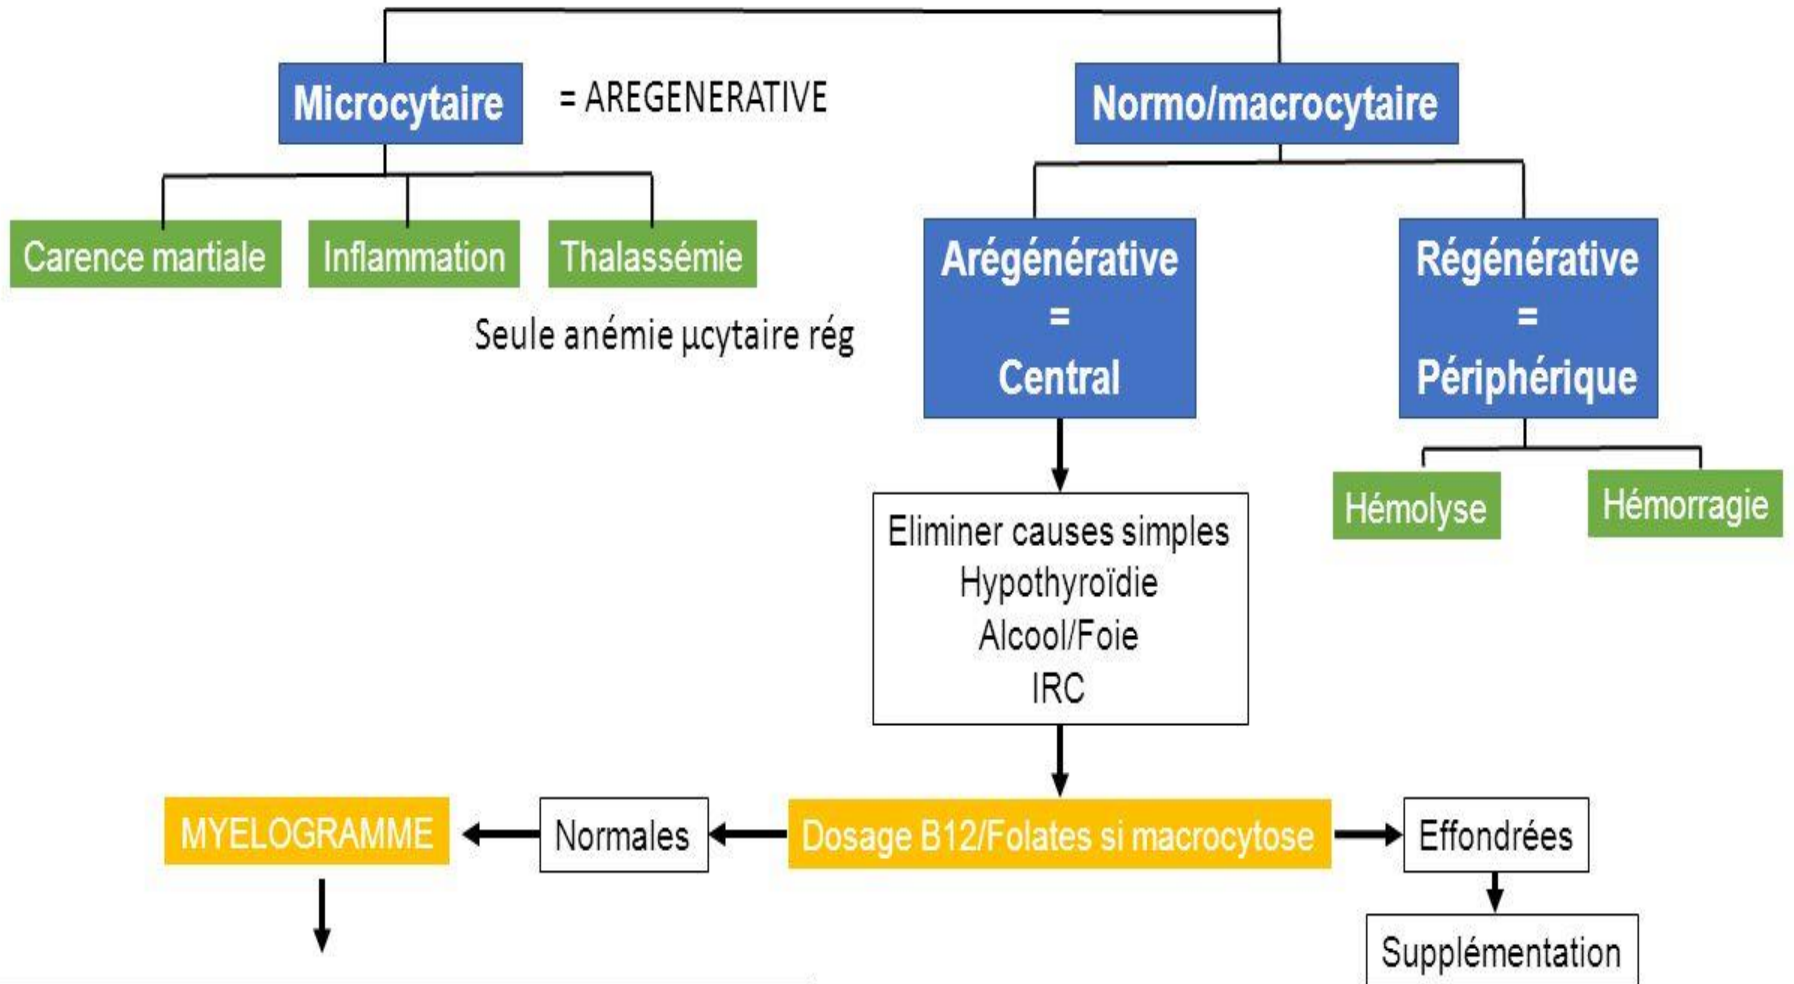 Microcytaire
= AREGENERATIVE
Normo/macrocytaire
Carence martiale
Inflammation
Thalassémie
Seule anémie µcytaire rég
Arégénérative
=
Central
Régénérative
=
Périphérique
Hémolyse
Hémorragie
Eliminer causes simples
Hypothyroïdie
Alcool/Foie
IRC
MYELOGRAMME
Normales
Dosage B12/Folates si macrocytose
Effondrées
Supplémentation